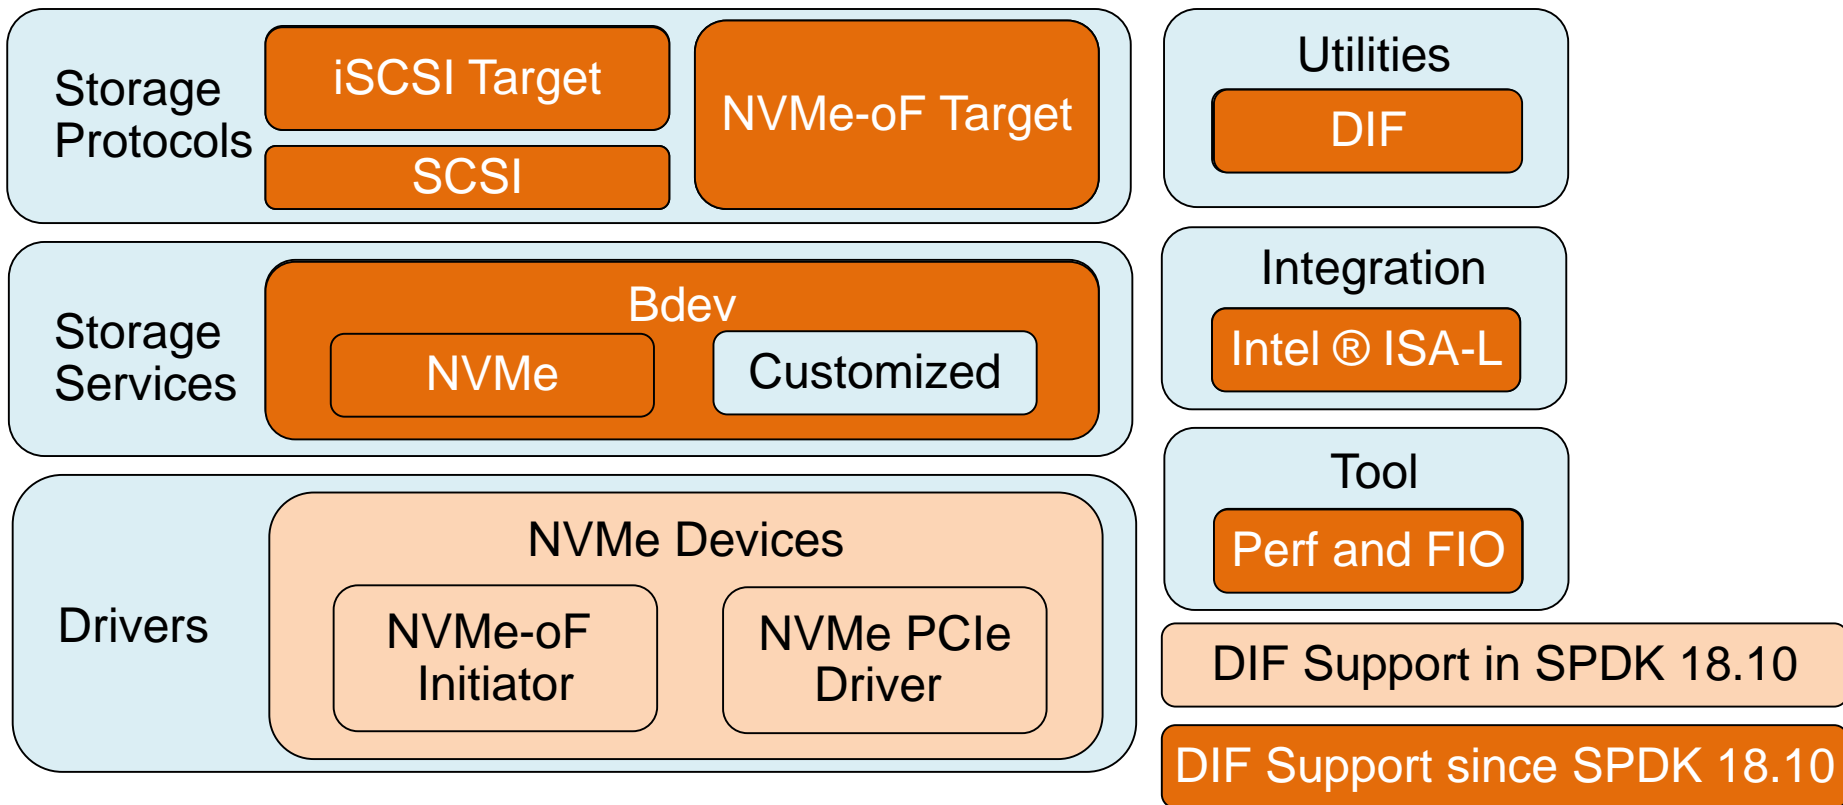 Storage
Protocols
iSCSI Target
SCSI
NVMe-oF Target
Storage
Services
Bdev
NVMe
Customized
Drivers
NVMe Devices
NVMe-oF
Initiator
NVMe PCIe
Driver
Utilities
DIF
Integration
Intel ® ISA-L
Tool
Perf and FIO
DIF Support in SPDK 18.10
DIF Support since SPDK 18.10